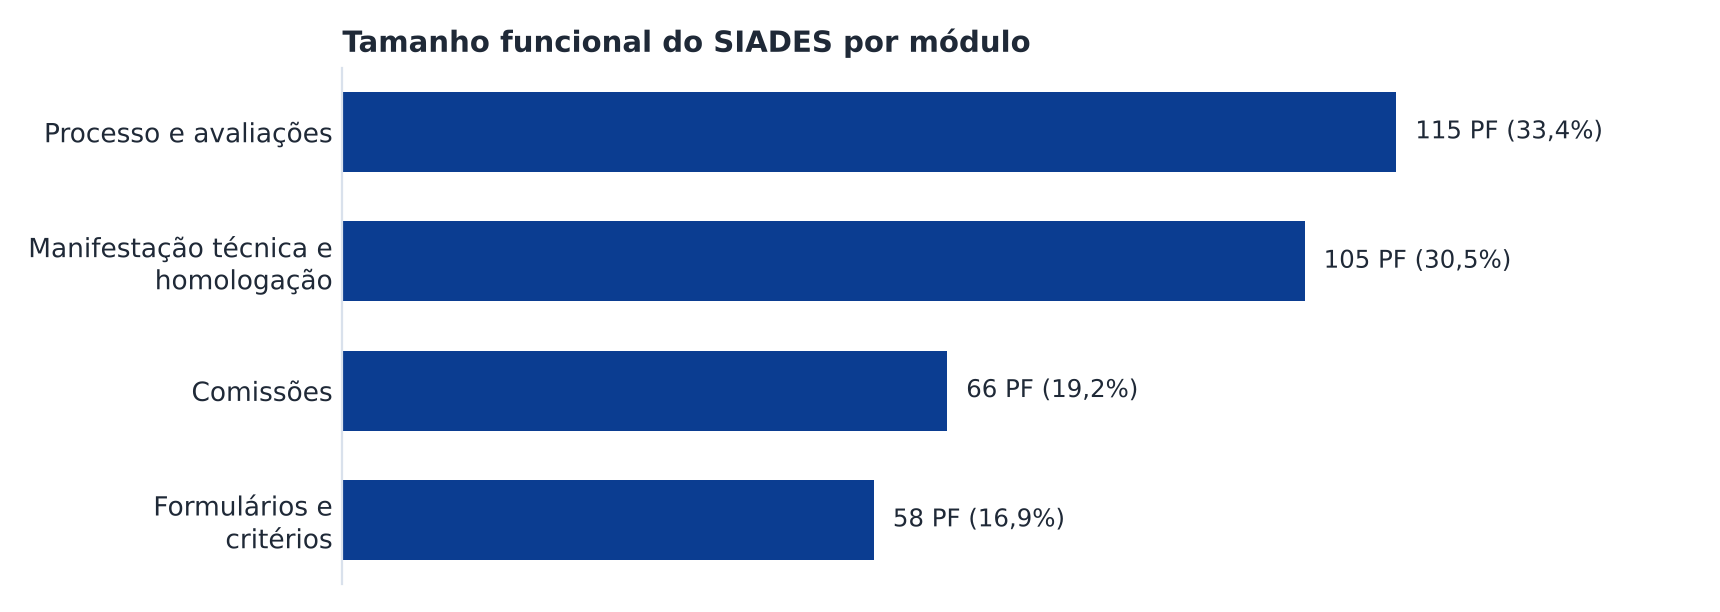 Tamanho funcional do SIADES por módulo
Processo e avaliações
115 PF (33,4%)
Manifestação técnica e
homologação
105 PF (30,5%)
Comissões
66 PF (19,2%)
Formulários e
critérios
58 PF (16,9%)